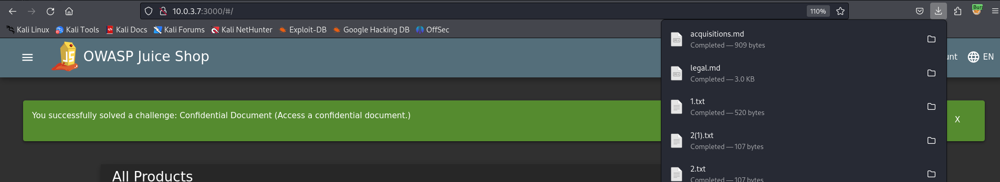 10.0.3.7:3000/#/
110%
Kali Linux Kali Tools Kali Docs Kali Forums Kali NetHunter Exploit-DB Google Hacking DB OffSec
OWASP Juice Shop
EN
You successfully solved a challenge: Confidential Document (Access a confidential document.)
X
All Products
acquisitions.md
Completed — 909 bytes
legal.md
Completed — 3.0 KB
1.txt
Completed — 520 bytes
2(1).txt
Completed — 107 bytes
2.txt
Completed — 107 bytes